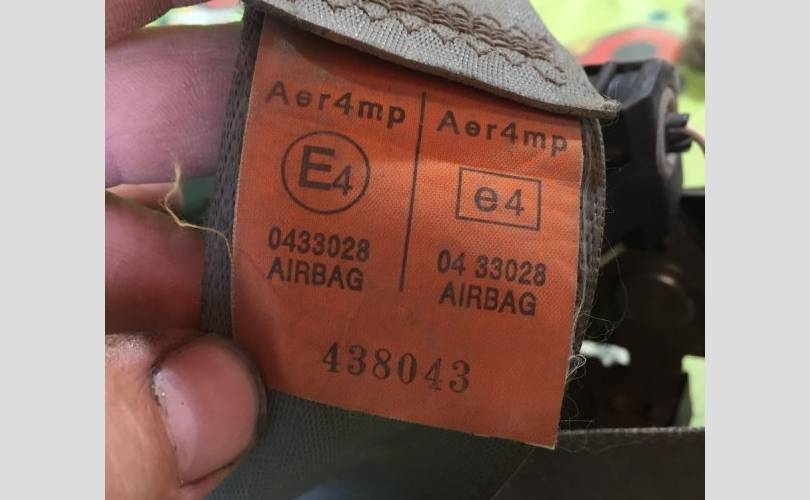 Aer4mp
E4
0433028
AIRBAG
Aer4mp
e4
04 33028
AIRBAG
438043